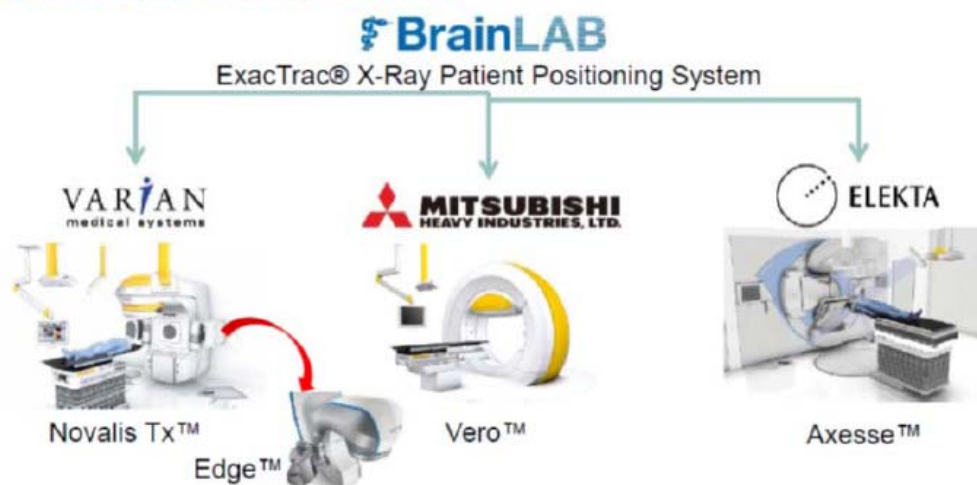 BrainLAB
ExacTrac® X-Ray Patient Positioning System
VARIAN
medical systems
MITSUBISHI
HEAVY INDUSTRIES, LTD.
ELEKTA
Novalis Tx™
Vero™
Axesse™
Edge™